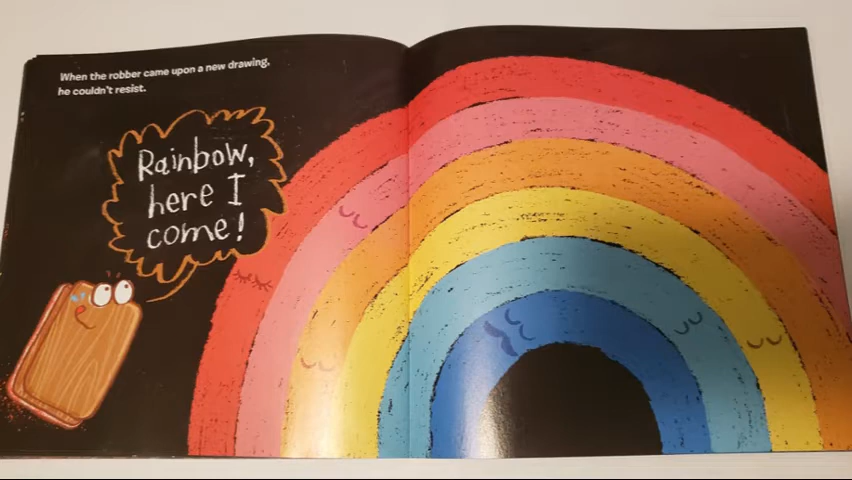 When the robber came upon a new drawing,
he couldn't resist.
Rainbow,
here I
come!